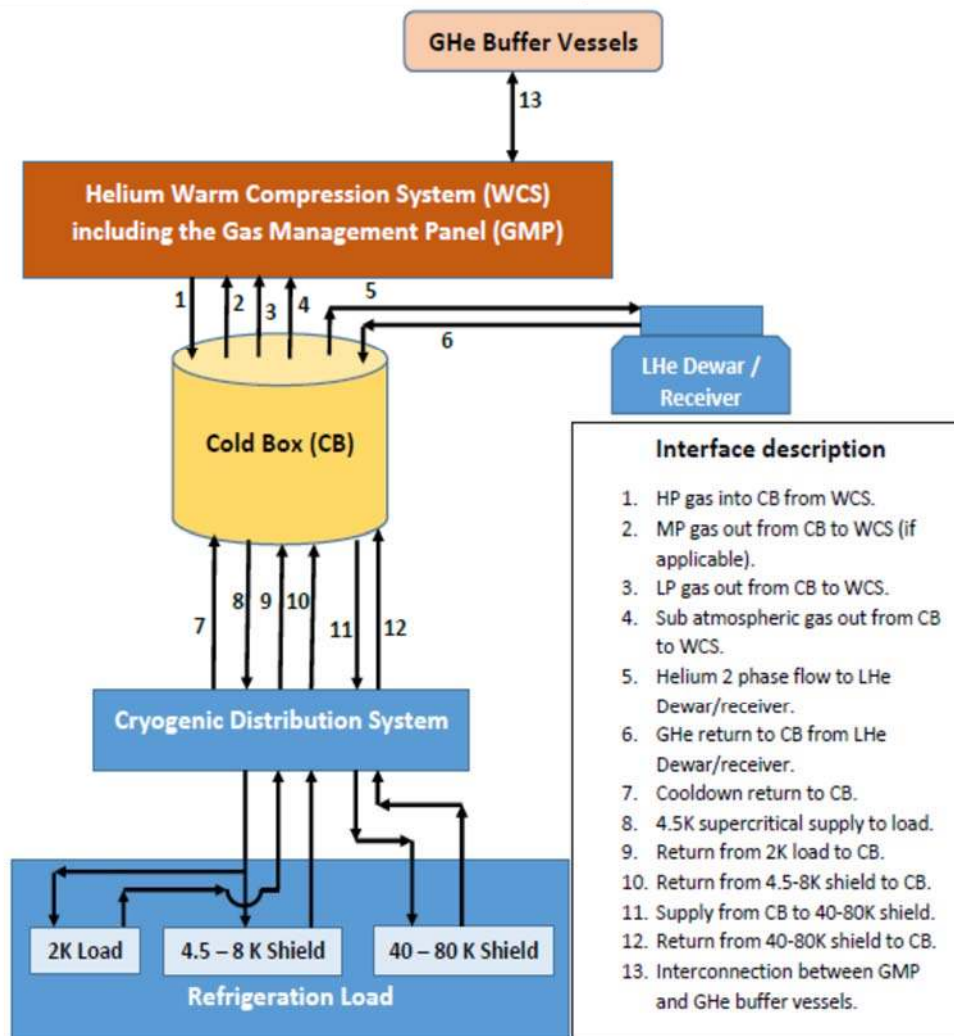 GHe Buffer Vessels
13
Helium Warm Compression System (WCS)
including the Gas Management Panel (GMP)
1
2
3
4
5
6
LHe Dewar /
Receiver
Cold Box (CB)
7
8
9
10
11
12
Cryogenic Distribution System
2K Load
4.5 – 8 K Shield
40 – 80 K Shield
Refrigeration Load
Interface description
1. HP gas into CB from WCS.
2. MP gas out from CB to WCS (if
applicable).
3. LP gas out from CB to WCS.
4. Sub atmospheric gas out from CB
to WCS.
5. Helium 2 phase flow to LHe
Dewar/receiver.
6. GHe return to CB from LHe
Dewar/receiver.
7. Cooldown return to CB.
8. 4.5K supercritical supply to load.
9. Return from 2K load to CB.
10. Return from 4.5-8K shield to CB.
11. Supply from CB to 40-80K shield.
12. Return from 40-80K shield to CB.
13. Interconnection between GMP
and GHe buffer vessels.